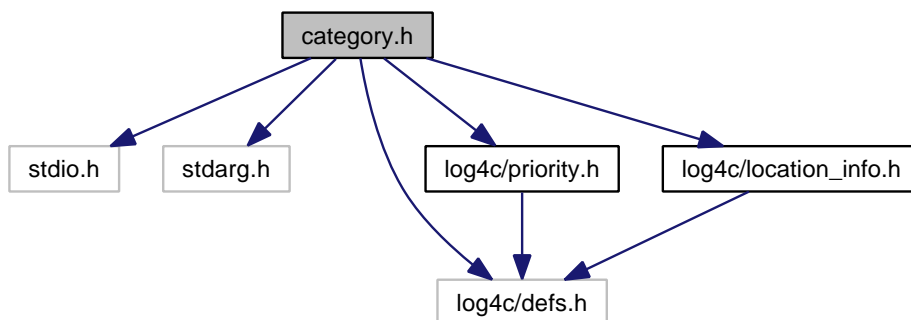 category.h
stdio.h
stdarg.h
log4c/priority.h
log4c/location_info.h
log4c/defs.h